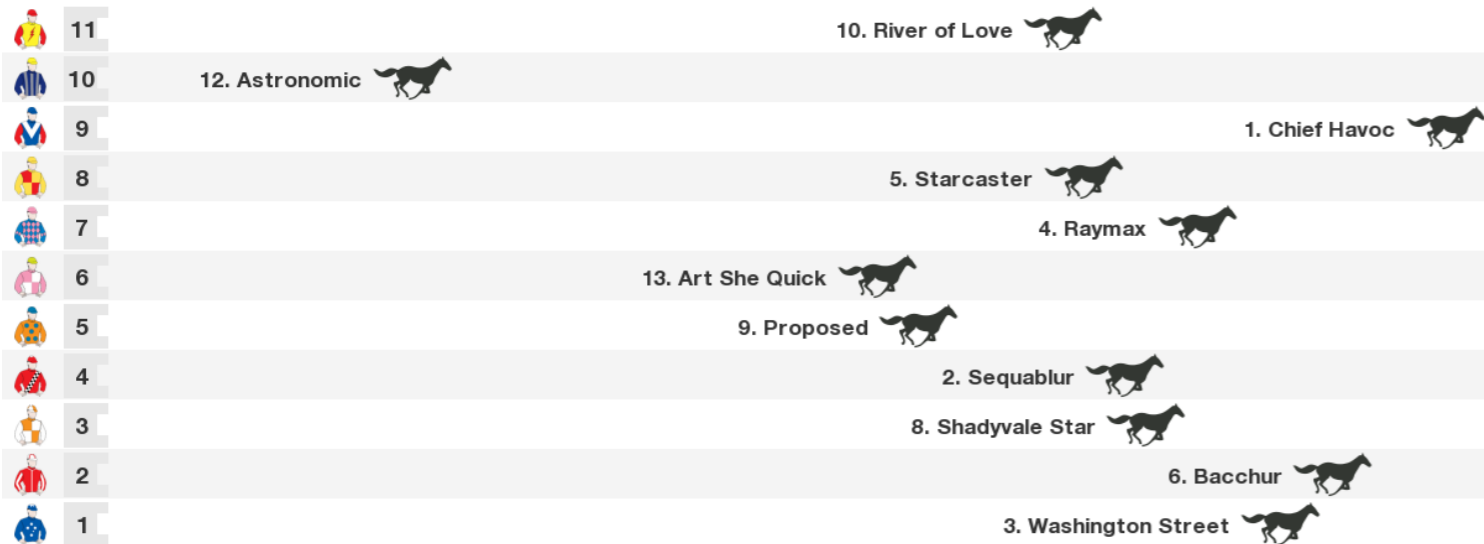 11 10. River of Love
10 12. Astronomic
9 1. Chief Havoc
8 5. Starcaster
7 4. Raymax
6 13. Art She Quick
5 9. Proposed
4 2. Sequablur
3 8. Shadyvale Star
2 6. Bacchur
1 3. Washington Street